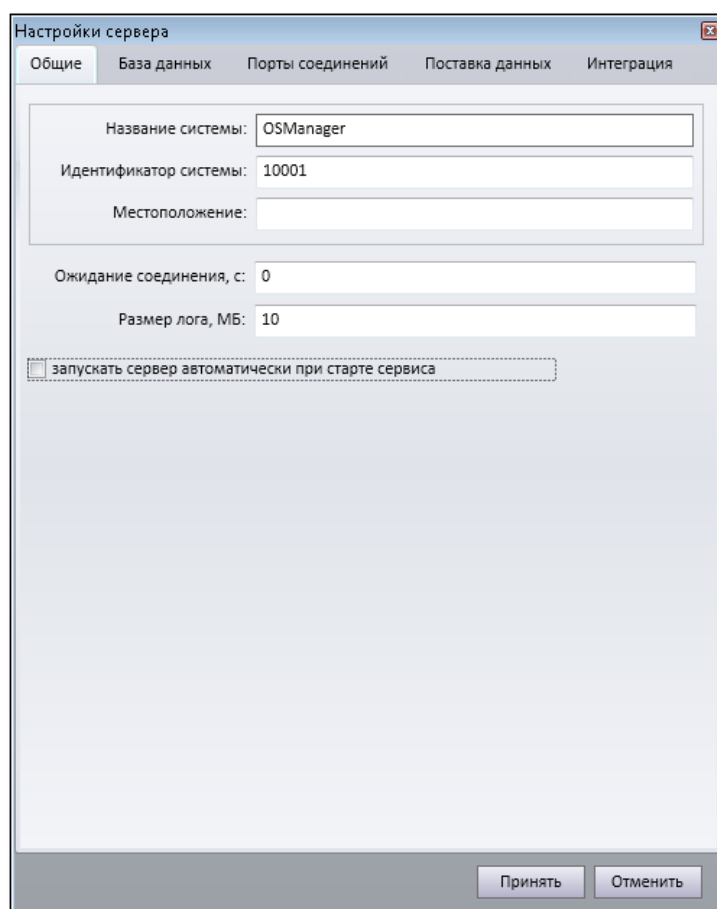 Настройки сервера
Общие База данных Порты соединений Поставка данных Интеграция
Название системы: OSManager
Идентификатор системы: 10001
Местоположение:
Ожидание соединения, с: 0
Размер лога, МБ: 10
запускать сервер автоматически при старте сервиса
Принять Отменить